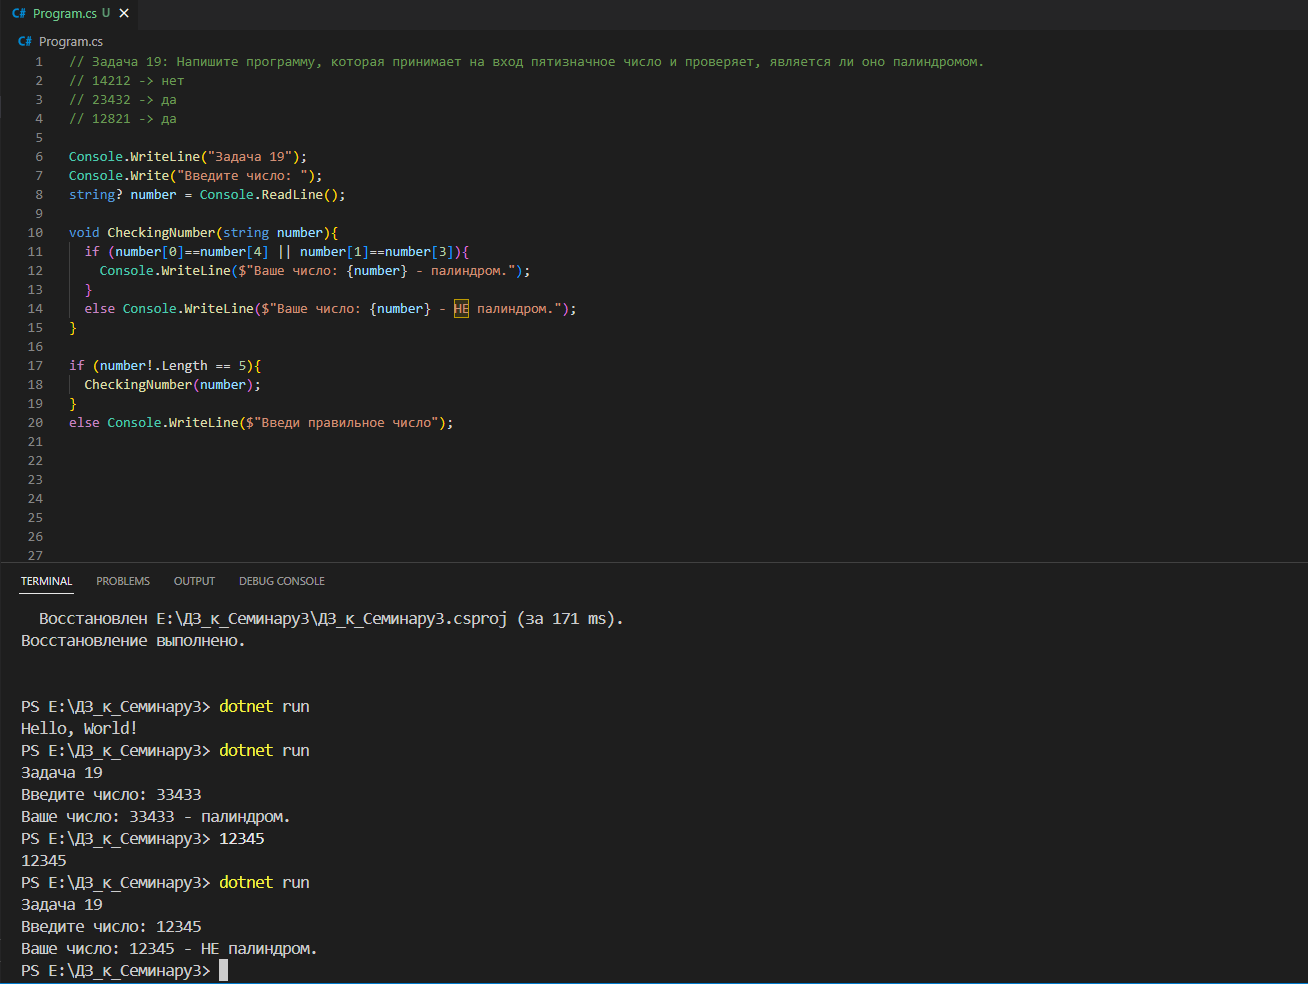 C# Program.cs U ✕
C# Program.cs
1 // Задача 19: Напишите программу, которая принимает на вход пятизначное число и проверяет, является ли оно палиндромом.
2 // 14212 -> нет
3 // 23432 -> да
4 // 12821 -> да
5
6 Console.WriteLine("Задача 19");
7 Console.Write("Введите число: ");
8 string? number = Console.ReadLine();
9
10 void CheckingNumber(string number){
11 if (number[0]==number[4] || number[1]==number[3]){
12 Console.WriteLine($"Ваше число: {number} - палиндром.");
13 }
14 else Console.WriteLine($"Ваше число: {number} - НЕ палиндром.");
15 }
16
17 if (number!.Length == 5){
18 CheckingNumber(number);
19 }
20 else Console.WriteLine($"Введи правильное число");
21
22
23
24
25
26
27
TERMINAL PROBLEMS OUTPUT DEBUG CONSOLE
Восстановлен E:\ДЗ_к_Семинару3\ДЗ_к_Семинару3.csproj (за 171 ms).
Восстановление выполнено.
PS E:\ДЗ_к_Семинару3> dotnet run
Hello, World!
PS E:\ДЗ_к_Семинару3> dotnet run
Задача 19
Введите число: 33433
Ваше число: 33433 - палиндром.
PS E:\ДЗ_к_Семинару3> 12345
12345
PS E:\ДЗ_к_Семинару3> dotnet run
Задача 19
Введите число: 12345
Ваше число: 12345 - НЕ палиндром.
PS E:\ДЗ_к_Семинару3>